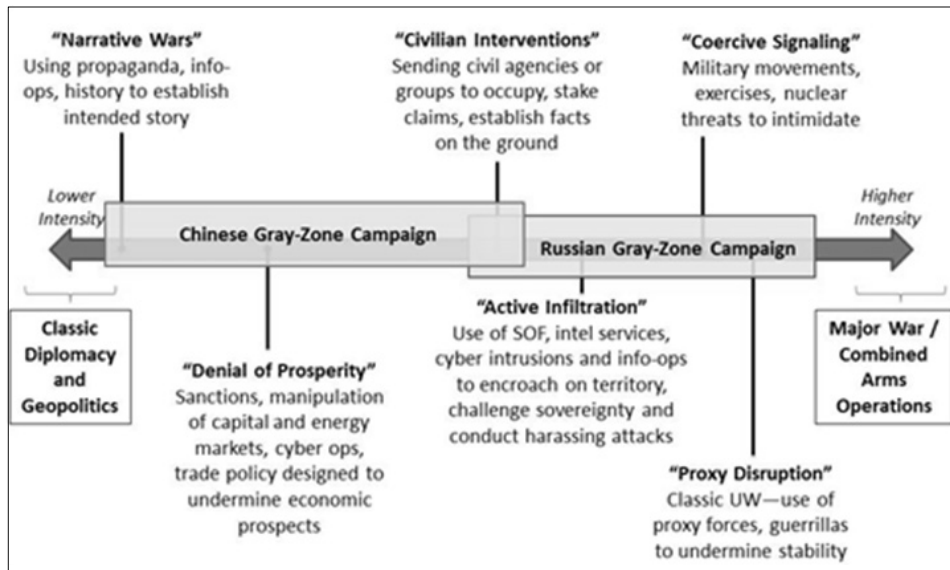 “Narrative Wars”
Using propaganda, info-
ops, history to establish
intended story
“Civilian Interventions”
Sending civil agencies or
groups to occupy, stake
claims, establish facts
on the ground
“Coercive Signaling”
Military movements,
exercises, nuclear
threats to intimidate
Lower
Intensity
Higher
Intensity
Chinese Gray-Zone Campaign
Russian Gray-Zone Campaign
Classic
Diplomacy
and
Geopolitics
“Denial of Prosperity”
Sanctions, manipulation
of capital and energy
markets, cyber ops,
trade policy designed to
undermine economic
prospects
“Active Infiltration”
Use of SOF, intel services,
cyber intrusions and info-ops
to encroach on territory,
challenge sovereignty and
conduct harassing attacks
Major War /
Combined
Arms
Operations
“Proxy Disruption”
Classic UW—use of
proxy forces, guerrillas
to undermine stability